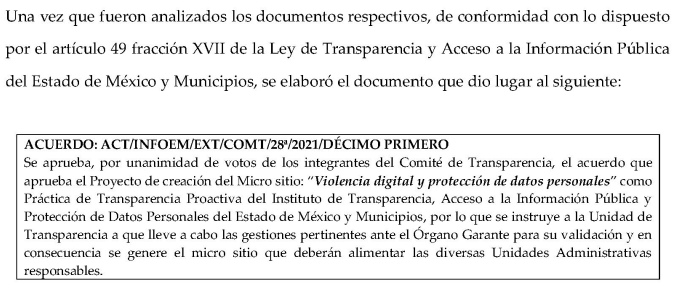 Una vez que fueron analizados los documentos respectivos, de conformidad con lo dispuesto
por el artículo 49 fracción XVII de la Ley de Transparencia y Acceso a la Información Pública
del Estado de México y Municipios, se elaboró el documento que dio lugar al siguiente:
ACUERDO: ACT/INFOEM/EXT/COMT/28ª/2021/DÉCIMO PRIMERO
Se aprueba, por unanimidad de votos de los integrantes del Comité de Transparencia, el acuerdo que
aprueba el Proyecto de creación del Micro sitio: “Violencia digital y protección de datos personales” como
Práctica de Transparencia Proactiva del Instituto de Transparencia, Acceso a la Información Pública y
Protección de Datos Personales del Estado de México y Municipios, por lo que se instruye a la Unidad de
Transparencia a que lleve a cabo las gestiones pertinentes ante el Órgano Garante para su validación y en
consecuencia se genere el micro sitio que deberán alimentar las diversas Unidades Administrativas
responsables.